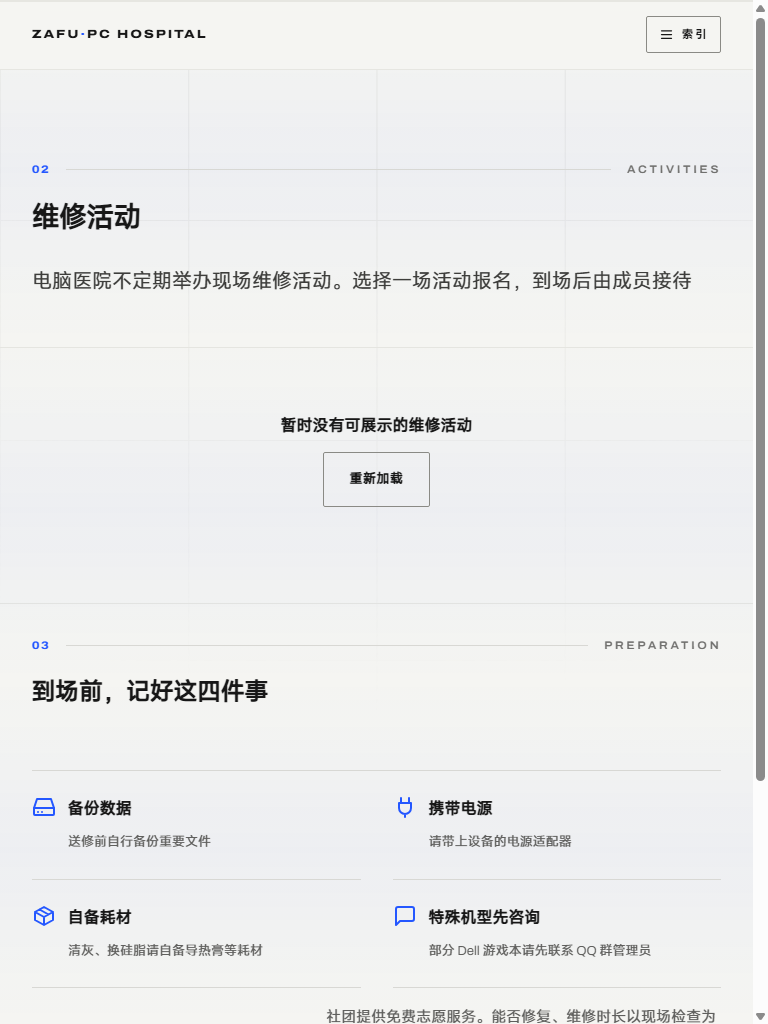 ZAFU·PC HOSPITAL
索引
02
ACTIVITIES
维修活动
电脑医院不定期举办现场维修活动。选择一场活动报名，到场后由成员接待
暂时没有可展示的维修活动
重新加载
03
PREPARATION
到场前，记好这四件事
备份数据
送修前自行备份重要文件
携带电源
请带上设备的电源适配器
自备耗材
清灰、换硅脂请自备导热膏等耗材
特殊机型先咨询
部分 Dell 游戏本请先联系 QQ 群管理员
社团提供免费志愿服务。能否修复、维修时长以现场检查为